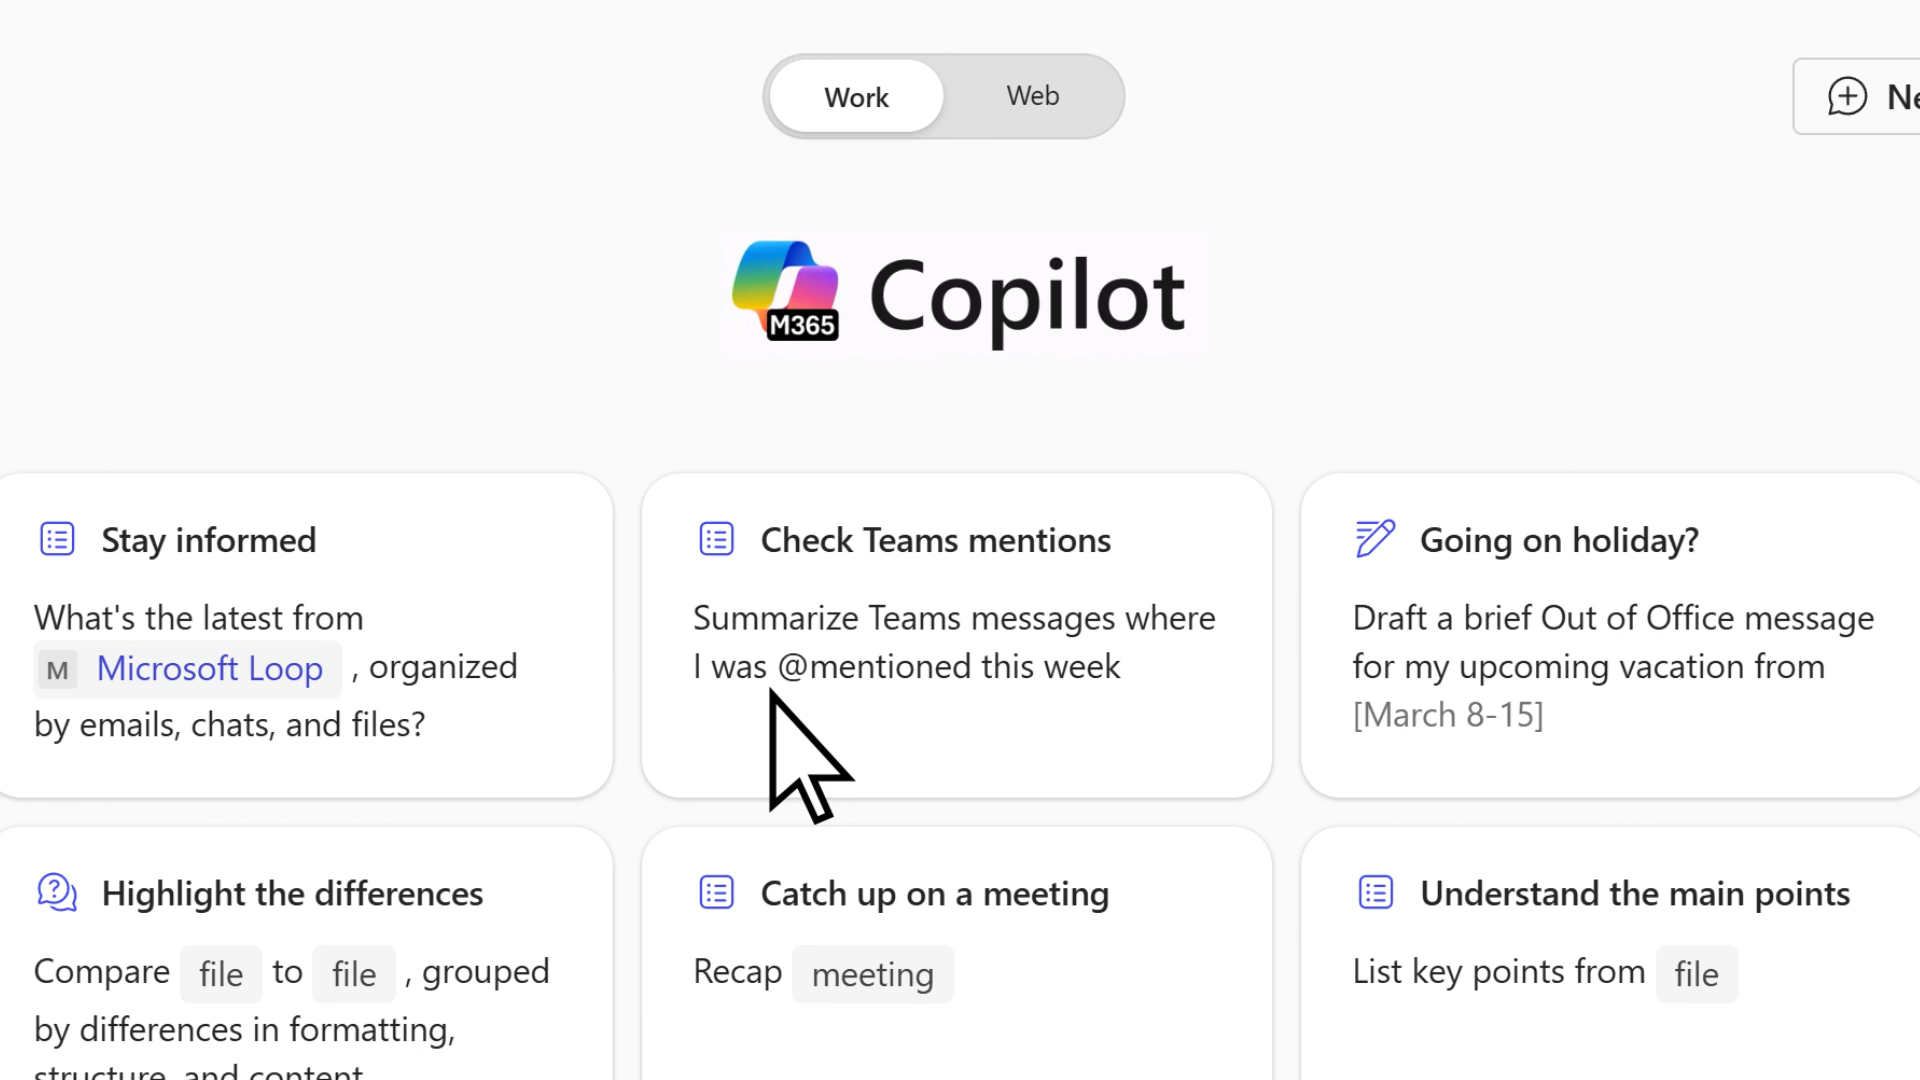 Work
Web
M365
Copilot
Stay informed
What's the latest from
M Microsoft Loop , organized
by emails, chats, and files?
Check Teams mentions
Summarize Teams messages where
I was @mentioned this week
Going on holiday?
Draft a brief Out of Office message
for my upcoming vacation from
[March 8-15]
Highlight the differences
Compare file to file , grouped
by differences in formatting,
structure, and content
Catch up on a meeting
Recap meeting
Understand the main points
List key points from file